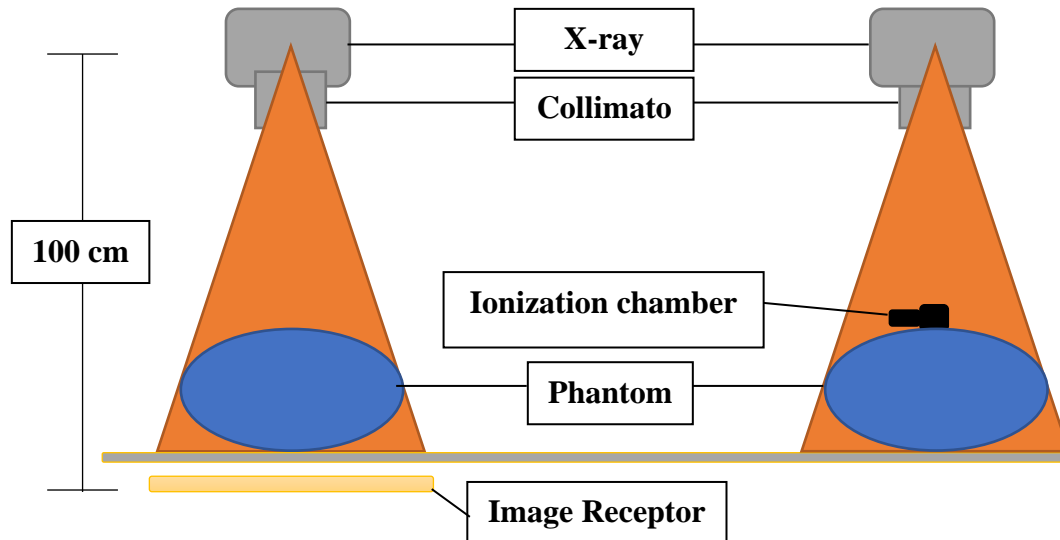 X-ray
Collimato
100 cm
Ionization chamber
Phantom
Image Receptor